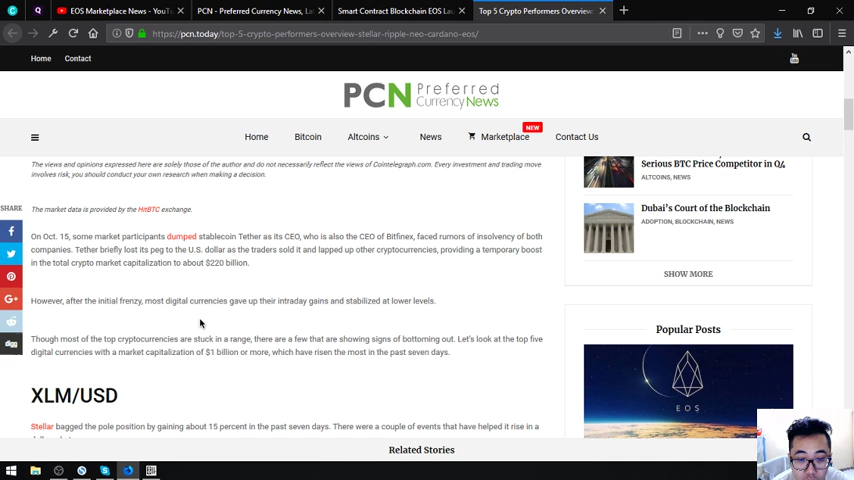 EOS Marketplace News - YouTu
PCN - Preferred Currency News, La
Smart Contract Blockchain EOS Lau
Top 5 Crypto Performers Overview:
https://pcn.today/top-5-crypto-performers-overview-stellar-ripple-neo-cardano-eos/
Home Contact
PCN Preferred Currency News
Home Bitcoin Altcoins News Marketplace NEW Contact Us
The views and opinions expressed here are solely those of the author and do not necessarily reflect the views of Cointelegraph.com. Every investment and trading move
involves risk, you should conduct your own research when making a decision.
The market data is provided by the HitBTC exchange.
SHARE
On Oct. 15, some market participants dumped stablecoin Tether as its CEO, who is also the CEO of Bitfinex, faced rumors of insolvency of both
companies. Tether briefly lost its peg to the U.S. dollar as the traders sold it and lapped up other cryptocurrencies, providing a temporary boost
in the total crypto market capitalization to about $220 billion.
However, after the initial frenzy, most digital currencies gave up their intraday gains and stabilized at lower levels.
Though most of the top cryptocurrencies are stuck in a range, there are a few that are showing signs of bottoming out. Let's look at the top five
digital currencies with a market capitalization of $1 billion or more, which have risen the most in the past seven days.
XLM/USD
Stellar bagged the pole position by gaining about 15 percent in the past seven days. There were a couple of events that have helped it rise in a
digg
Serious BTC Price Competitor in Q4
ALTCOINS, NEWS
Dubai's Court of the Blockchain
ADOPTION, BLOCKCHAIN, NEWS
SHOW MORE
Popular Posts
EOS
Related Stories